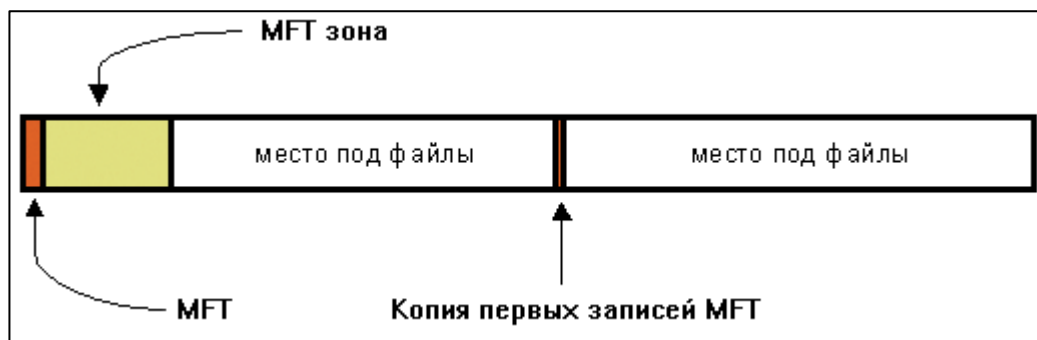 MFT зона
место под файлы
место под файлы
MFT
Копия первых записей MFT